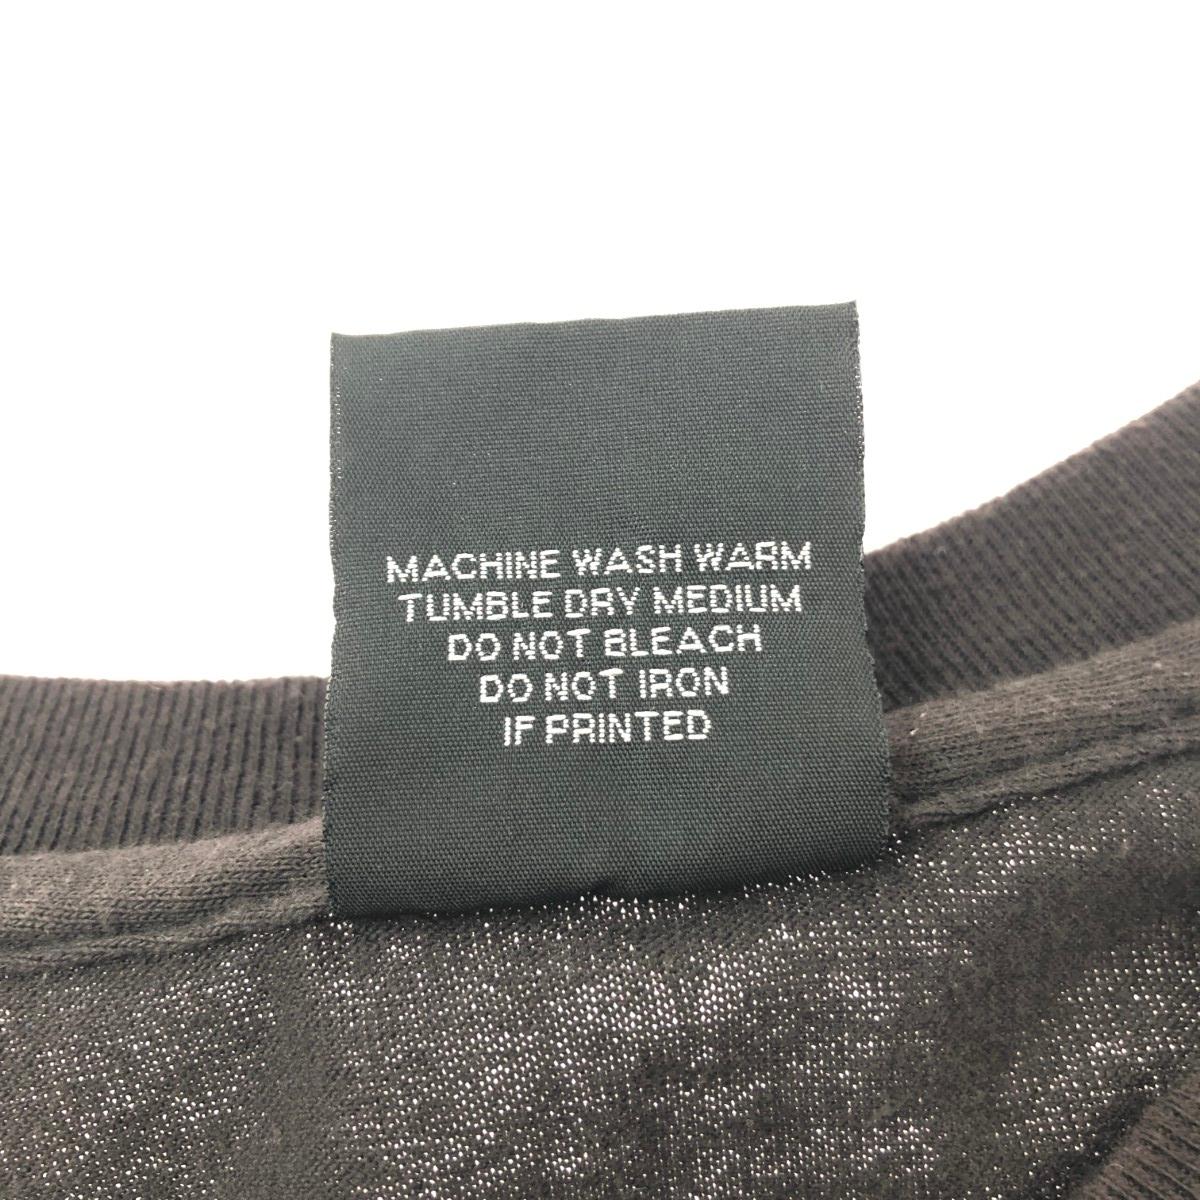 MACHINE WASH WARM
TUMBLE DRY MEDIUM
DO NOT BLEACH
DO NOT IRON
IF PRINTED